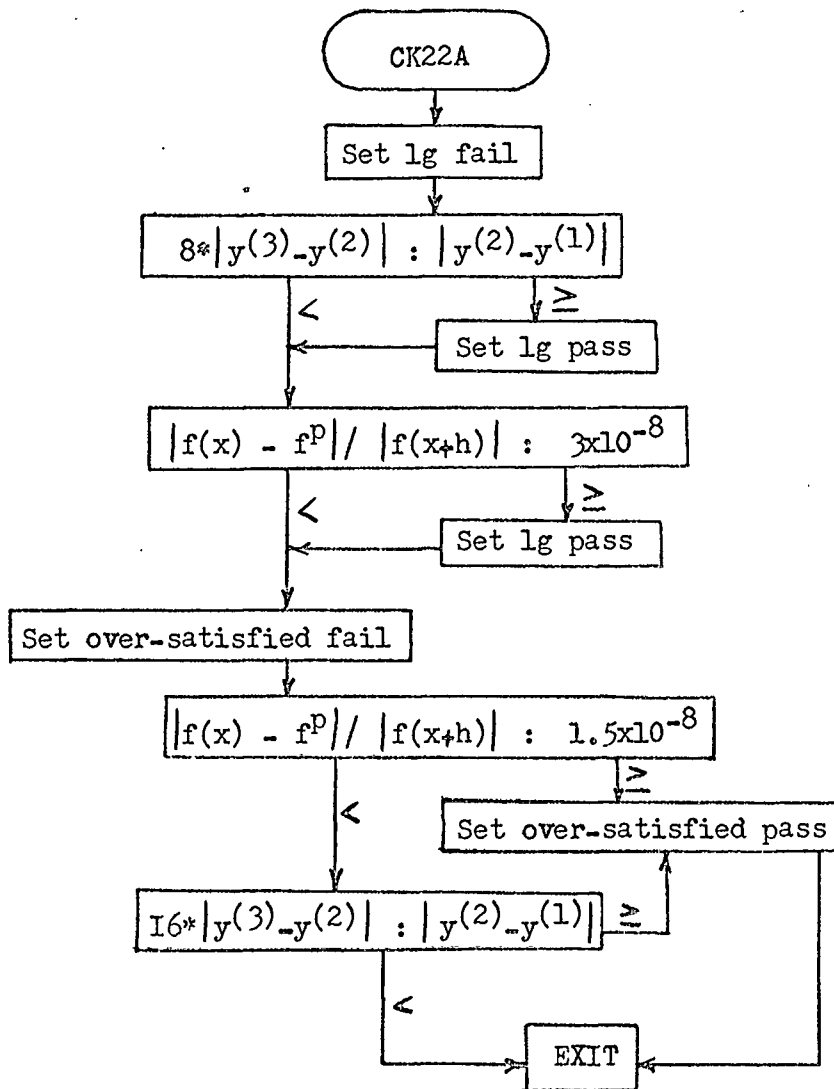 CK22A
Set lg fail
8*|y(3)-y(2)| : |y(2)-y(1)|
< ≥
Set lg pass
|f(x) - fp|/ |f(x+h)| : 3x10-8
< ≥
Set lg pass
Set over-satisfied fail
|f(x) - fp|/ |f(x+h)| : 1.5x10-8
< ≥
Set over-satisfied pass
16*|y(3)-y(2)| : |y(2)-y(1)| ≥
<
EXIT